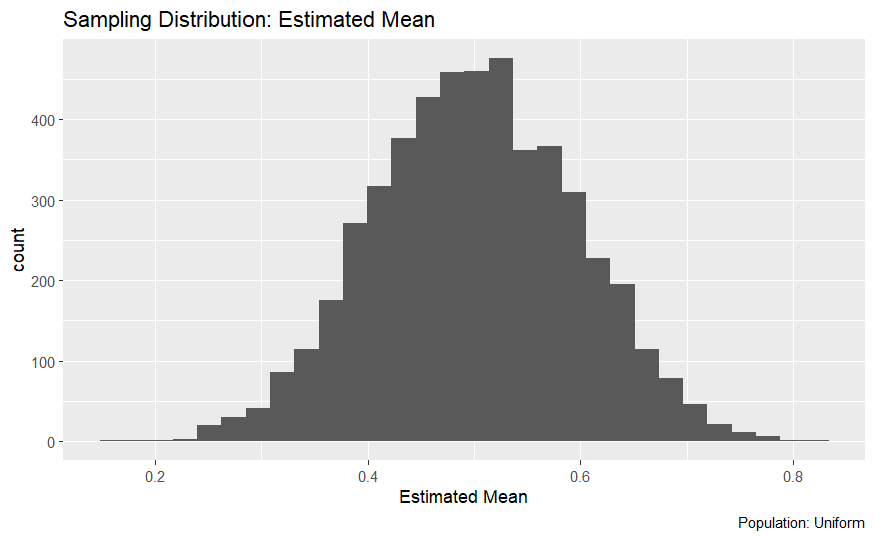 Sampling Distribution: Estimated Mean
400
300
200
100
0
count
0.2 0.4 0.6 0.8
Estimated Mean
Population: Uniform